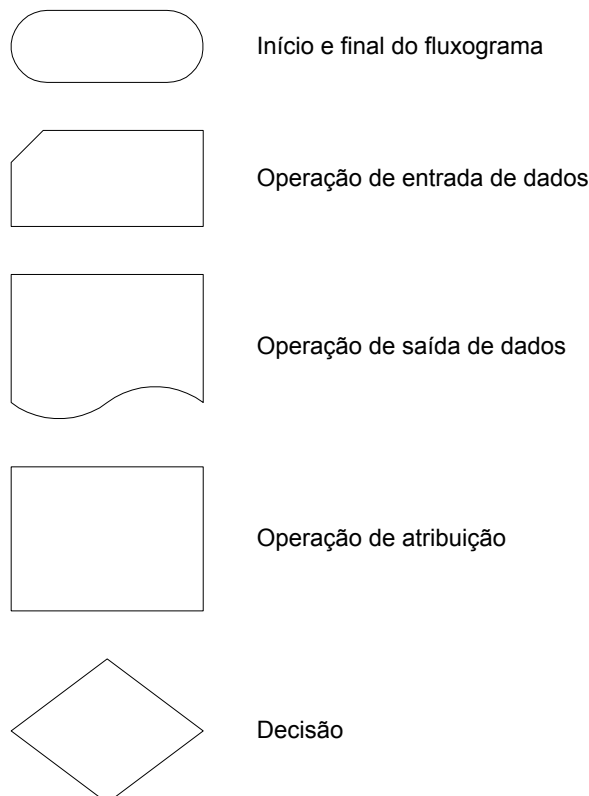 Início e final do fluxograma
Operação de entrada de dados
Operação de saída de dados
Operação de atribuição
Decisão